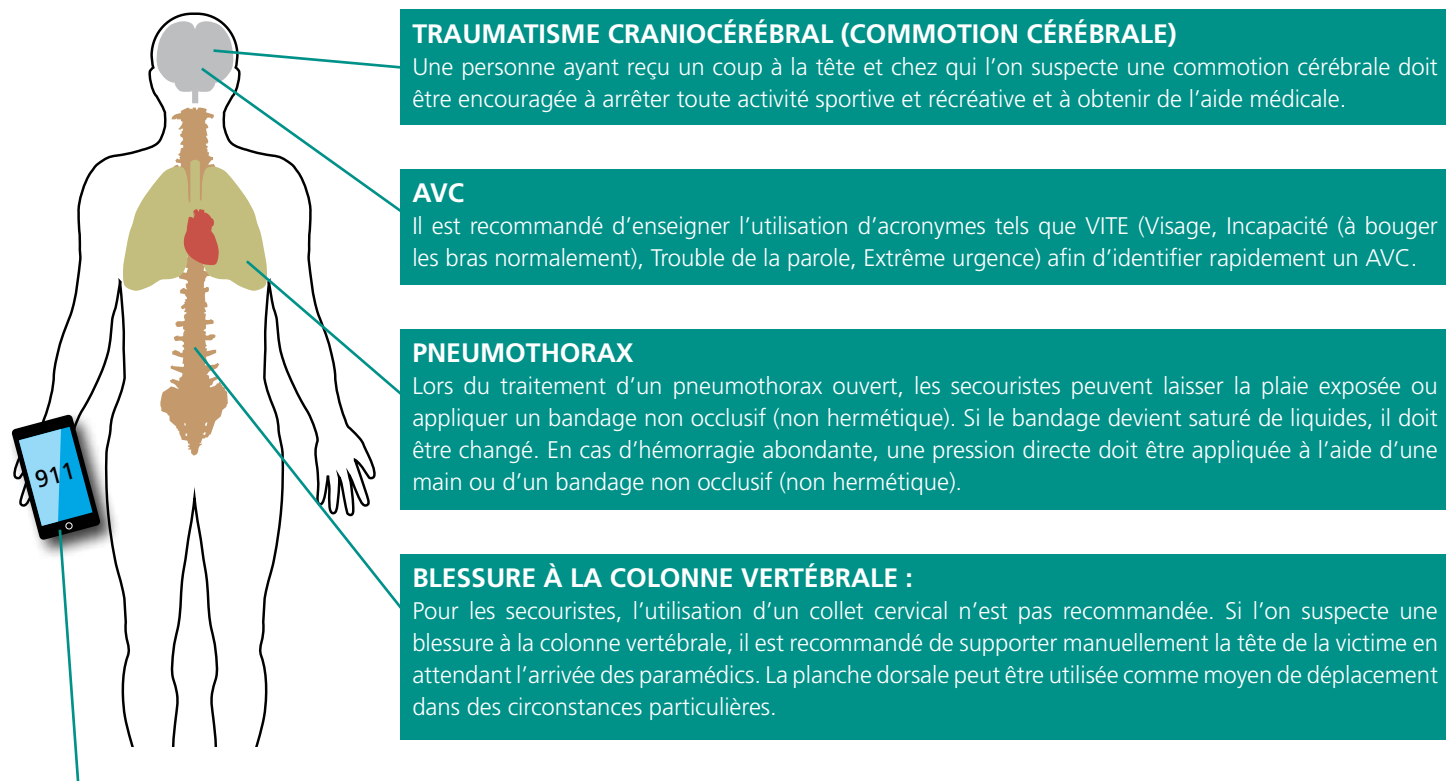 TRAUMATISME CRANIOCÉRÉBRAL (COMMOTION CÉRÉBRALE)
Une personne ayant reçu un coup à la tête et chez qui l’on suspecte une commotion cérébrale doit
être encouragée à arrêter toute activité sportive et récréative et à obtenir de l’aide médicale.
AVC
Il est recommandé d’enseigner l’utilisation d’acronymes tels que VITE (Visage, Incapacité (à bouger
les bras normalement), Trouble de la parole, Extrême urgence) afin d’identifier rapidement un AVC.
PNEUMOTHORAX
Lors du traitement d’un pneumothorax ouvert, les secouristes peuvent laisser la plaie exposée ou
appliquer un bandage non occlusif (non hermétique). Si le bandage devient saturé de liquides, il doit
être changé. En cas d’hémorragie abondante, une pression directe doit être appliquée à l’aide d’une
main ou d’un bandage non occlusif (non hermétique).
911
BLESSURE À LA COLONNE VERTÉBRALE :
Pour les secouristes, l’utilisation d’un collet cervical n’est pas recommandée. Si l’on suspecte une
blessure à la colonne vertébrale, il est recommandé de supporter manuellement la tête de la victime en
attendant l’arrivée des paramédics. La planche dorsale peut être utilisée comme moyen de déplacement
dans des circonstances particulières.